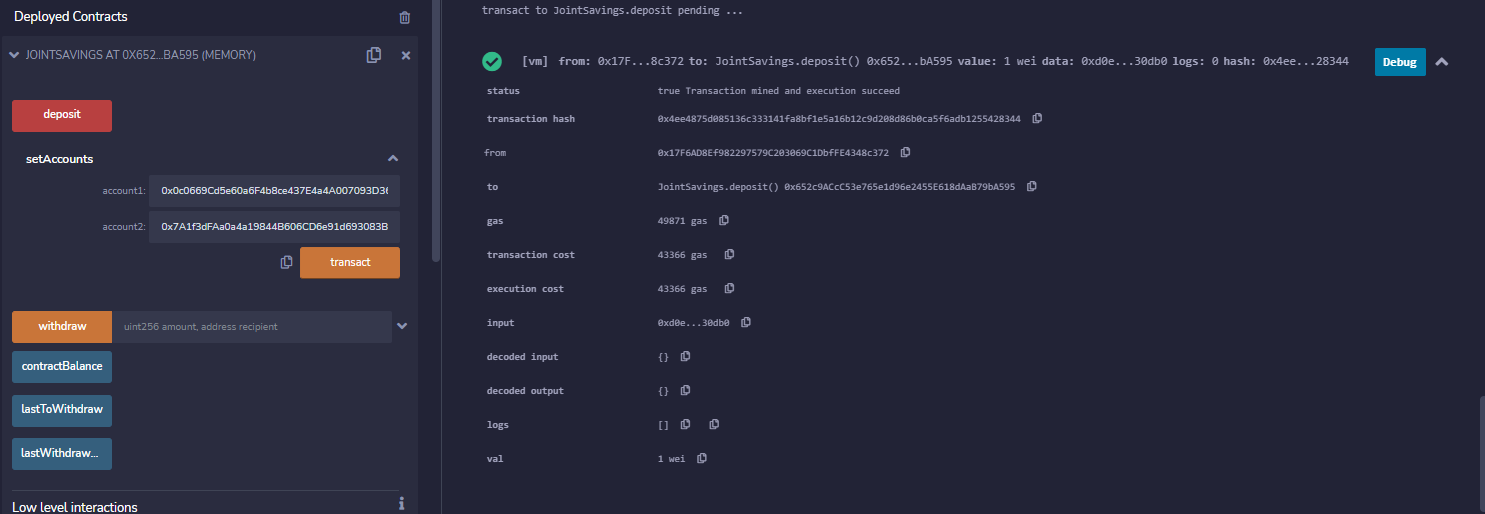 Deployed Contracts
JOINTSAVINGS AT 0X652...BA595 (MEMORY)
deposit
setAccounts
account1: 0x0c0669Cd5e60a6F4b8ce437E4a4A007093D36
account2: 0x7A1f3dFAa0a4a19844B606CD6e91d693083B
transact
withdraw uint256 amount, address recipient
contractBalance
lastToWithdraw
lastWithdraw...
Low level interactions
transact to JointSavings.deposit pending ...
[vm] from: 0x17F...8c372 to: JointSavings.deposit() 0x652...bA595 value: 1 wei data: 0xd0e...30db0 logs: 0 hash: 0x4ee...28344
Debug
status true Transaction mined and execution succeed
transaction hash 0x4ee4875d085136c333141fa8bf1e5a16b12c9d208d86b0ca5f6adb1255428344
from 0x17F6AD8Ef982297579C203069C1DbfFE4348c372
to JointSavings.deposit() 0x652c9ACcC53e765e1d96e2455E618dAaB79bA595
gas 49871 gas
transaction cost 43366 gas
execution cost 43366 gas
input 0xd0e...30db0
decoded input {}
decoded output {}
logs []
val 1 wei